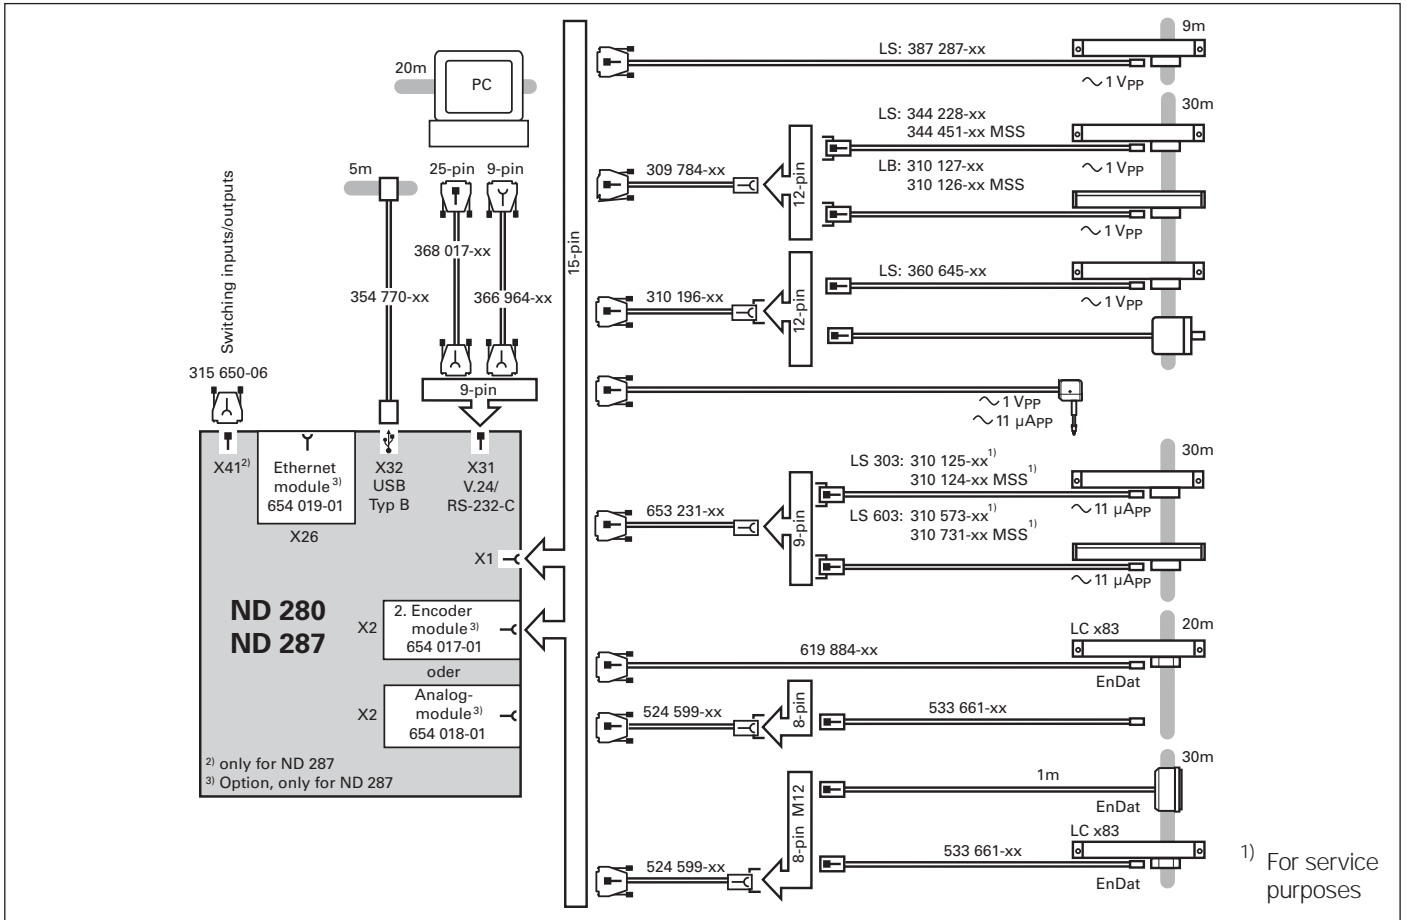 20m
PC
5m
25-pin
9-pin
Switching inputs/outputs
368 017-xx
354 770-xx
366 964-xx
315 650-06
9-pin
X41 2)
Ethernet
module 3)
654 019-01
X26
X32
USB
Typ B
X31
V.24/
RS-232-C
X1
ND 280
ND 287
X2
2. Encoder
module 3)
654 017-01
oder
X2
Analog-
module 3)
654 018-01
2) only for ND 287
3) Option, only for ND 287
15-pin
LS: 387 287-xx
9m
~ 1 VPP
309 784-xx
12-pin
LS: 344 228-xx
344 451-xx MSS
30m
~ 1 VPP
LB: 310 127-xx
310 126-xx MSS
~ 1 VPP
310 196-xx
12-pin
LS: 360 645-xx
~ 1 VPP
~ 1 VPP
~ 11 µAPP
653 231-xx
9-pin
LS 303: 310 125-xx 1)
310 124-xx MSS 1)
30m
~ 11 µAPP
LS 603: 310 573-xx 1)
310 731-xx MSS 1)
~ 11 µAPP
619 884-xx
LC x83
20m
EnDat
524 599-xx
8-pin
533 661-xx
8-pin M12
1m
30m
EnDat
524 599-xx
533 661-xx
LC x83
EnDat
1) For service
purposes